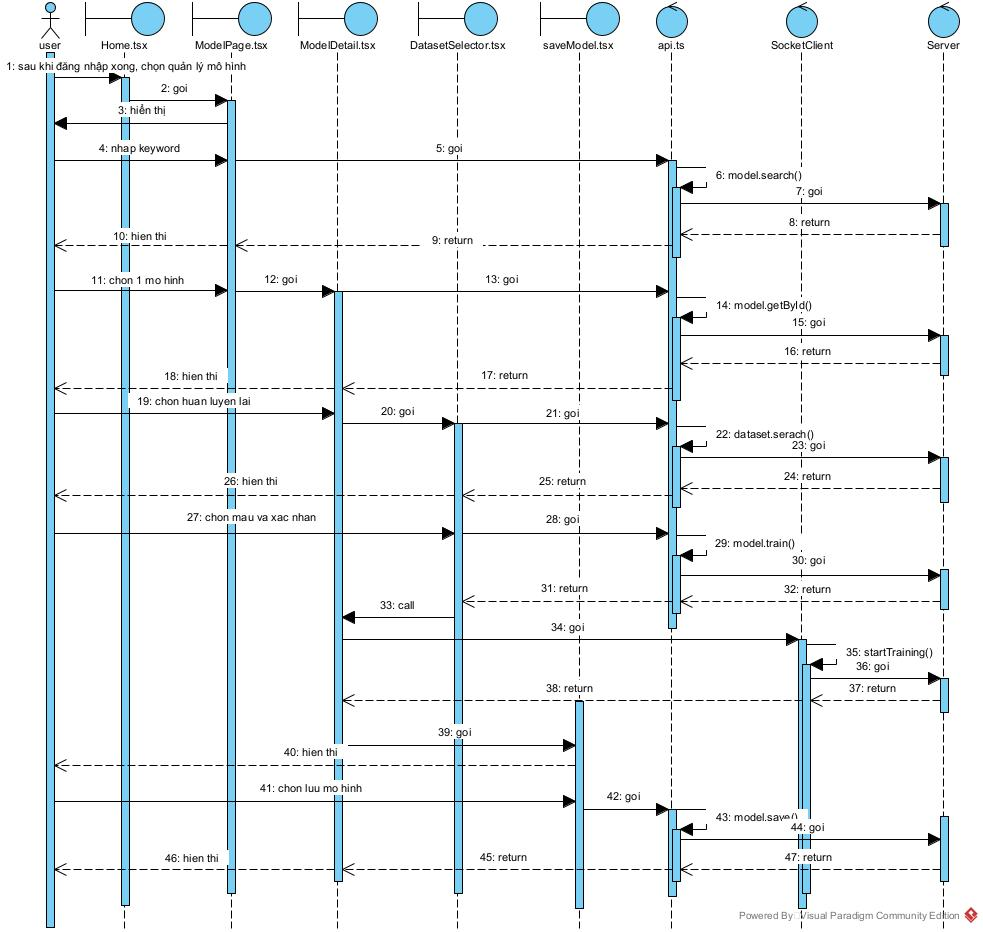 user
Home.tsx
ModelPage.tsx
ModelDetail.tsx
DatasetSelector.tsx
saveModel.tsx
api.ts
SocketClient
Server
1: sau khi đăng nhập xong, chọn quản lý mô hình
2: goi
3: hiển thị
4: nhap keyword
5: goi
6: model.search()
7: goi
8: return
9: return
10: hien thi
11: chon 1 mo hinh
12: goi
13: goi
14: model.getById()
15: goi
16: return
17: return
18: hien thi
19: chon huan luyen lai
20: goi
21: goi
22: dataset.serach()
23: goi
24: return
25: return
26: hien thi
27: chon mau va xac nhan
28: goi
29: model.train()
30: goi
31: return
32: return
33: call
34: goi
35: startTraining()
36: goi
37: return
38: return
39: goi
40: hien thi
41: chon luu mo hinh
42: goi
43: model.save()
44: goi
45: return
46: hien thi
47: return
Powered By Visual Paradigm Community Edition